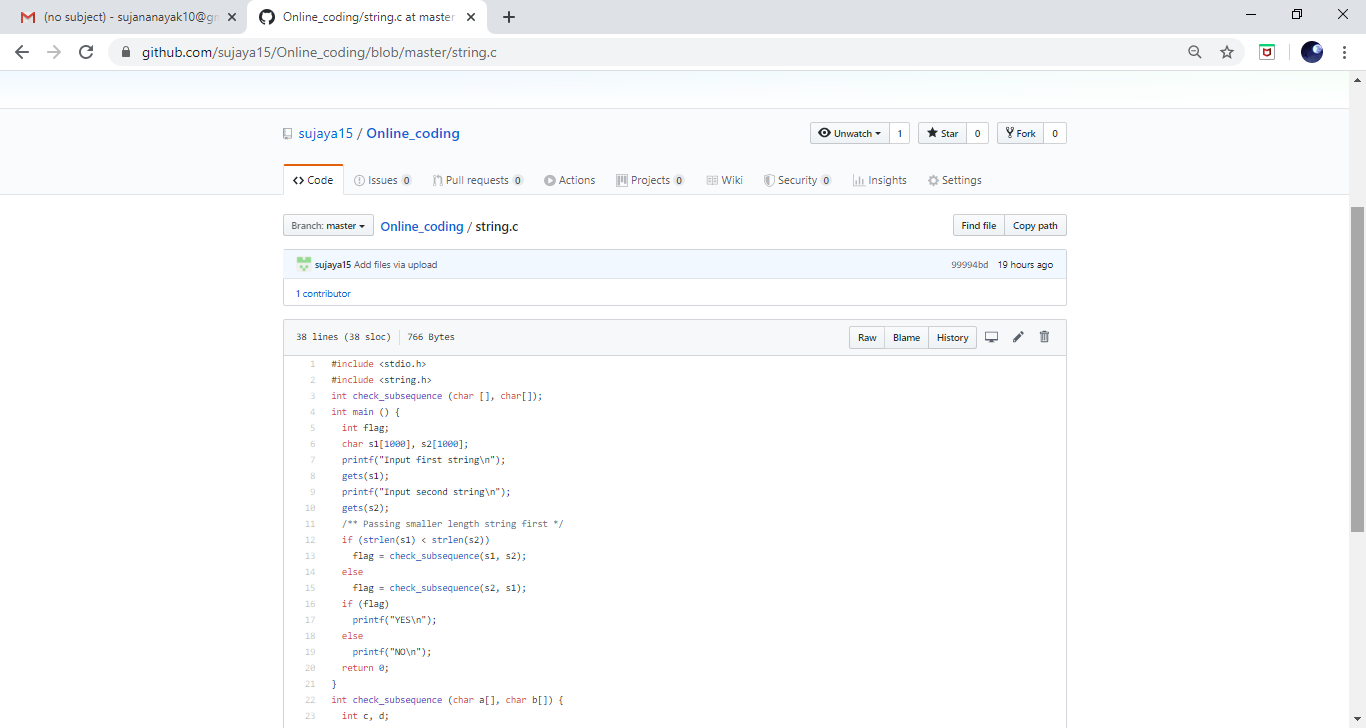 (no subject) - sujananayak10@gm
Online_coding/string.c at master
github.com/sujaya15/Online_coding/blob/master/string.c
sujaya15 / Online_coding
Unwatch 1 Star 0 Fork 0
Code Issues 0 Pull requests 0 Actions Projects 0 Wiki Security 0 Insights Settings
Branch: master Online_coding / string.c Find file Copy path
sujaya15 Add files via upload 99994bd 19 hours ago
1 contributor
38 lines (38 sloc) 766 Bytes Raw Blame History
1 #include <stdio.h>
2 #include <string.h>
3 int check_subsequence (char [], char[]);
4 int main () {
5 int flag;
6 char s1[1000], s2[1000];
7 printf("Input first string\n");
8 gets(s1);
9 printf("Input second string\n");
10 gets(s2);
11 /** Passing smaller length string first */
12 if (strlen(s1) < strlen(s2))
13 flag = check_subsequence(s1, s2);
14 else
15 flag = check_subsequence(s2, s1);
16 if (flag)
17 printf("YES\n");
18 else
19 printf("NO\n");
20 return 0;
21 }
22 int check_subsequence (char a[], char b[]) {
23 int c, d;